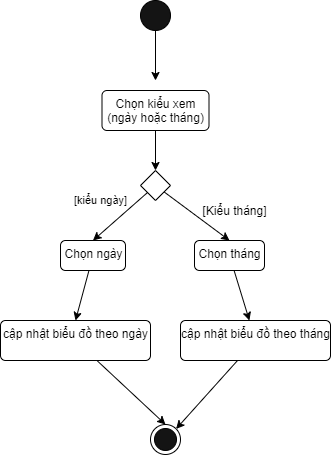 Chọn kiểu xem
(ngày hoặc tháng)
[kiểu ngày]
[Kiểu tháng]
Chọn ngày
Chọn tháng
cập nhật biểu đồ theo ngày
cập nhật biểu đồ theo tháng